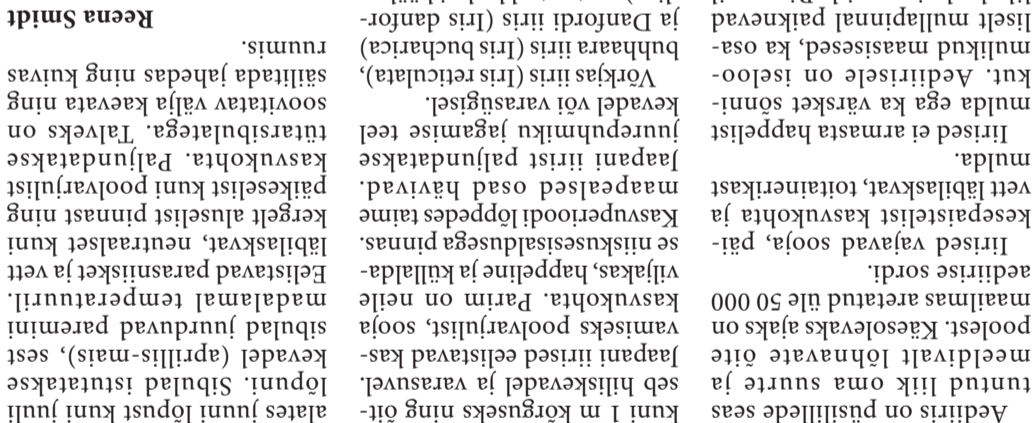 Aediiris on püsilillede seas
tuntud liik oma suurte ja
meeldivalt lõhnavate õite
poolest. Käesolevaks ajaks on
maailmas aretatud üle 50 000
aediirise sordi.
Iirised vajavad sooja, päi-
kesepaistelist kasvukohta ja
vett läbilaskvat, toitainerikast
mulda.
Iirised ei armasta happelist
mulda ega ka värsket sõnni-
kut. Aediirisele on iseloo-
mulikud maasisesed, ka osa-
liselt mullapinnal paiknevad
kuni 1 m kõrguseks ning õit-
seb hiliskevadel ja varasuvel.
Jaapani iirised eelistavad kas-
vamiseks poolvarjulist, sooja
kasvukohta. Parim on neile
viljakas, happeline ja küllalda-
se niiskusesisaldusega pinnas.
Kasvuperioodi lõppedes taime
maapealsed osad hävivad.
Jaapani iirist paljundatakse
juurepuhmiku jagamise teel
kevadel või varasügisel.
Võrkjas iiris (Iris reticulata),
buhhaara iiris (Iris bucharica)
ja Danfordi iiris (Iris danfor-
alates juuni lõpust kuni juuli
lõpuni. Sibulad istutatakse
kevadel (aprillis-mais), sest
sibulad juurduvad paremini
madalamal temperatuuril.
Eelistavad parasniisket ja vett
läbilaskvat, neutraalset kuni
kergelt aluselist pinnast ning
päikeselist kuni poolvarjulist
kasvukohta. Paljundatakse
tütarsibulatega. Talveks on
soovitatav välja kaevata ning
säilitada jahedas ning kuivas
ruumis.
Reena Smidt